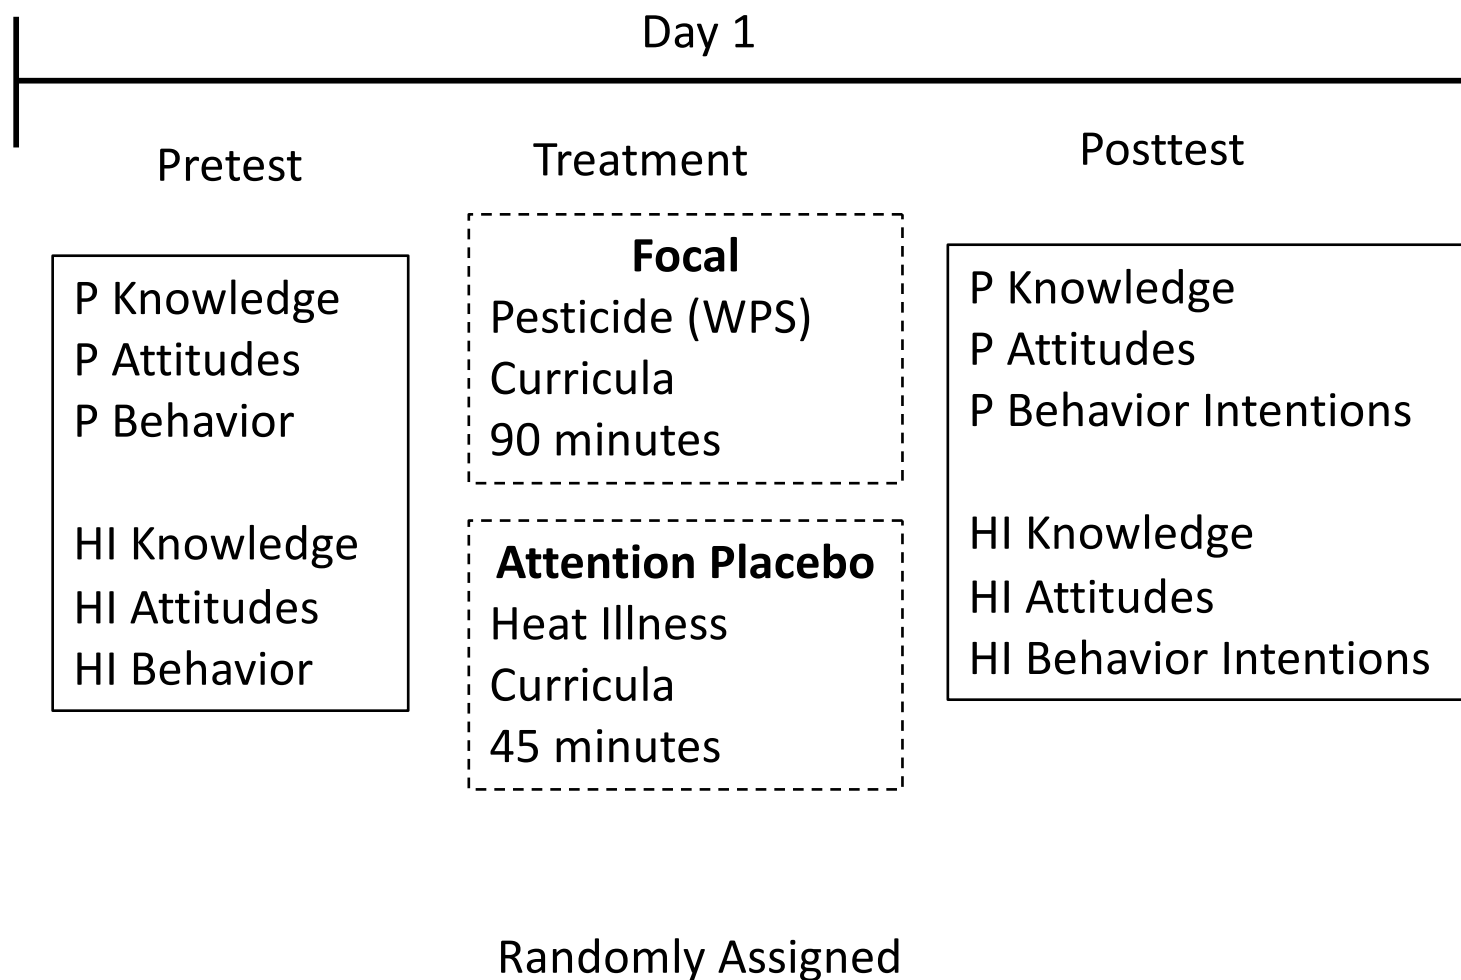 Day 1
Pretest
Treatment
Posttest
P Knowledge
P Attitudes
P Behavior
HI Knowledge
HI Attitudes
HI Behavior
Focal
Pesticide (WPS)
Curricula
90 minutes
Attention Placebo
Heat Illness
Curricula
45 minutes
P Knowledge
P Attitudes
P Behavior Intentions
HI Knowledge
HI Attitudes
HI Behavior Intentions
Randomly Assigned